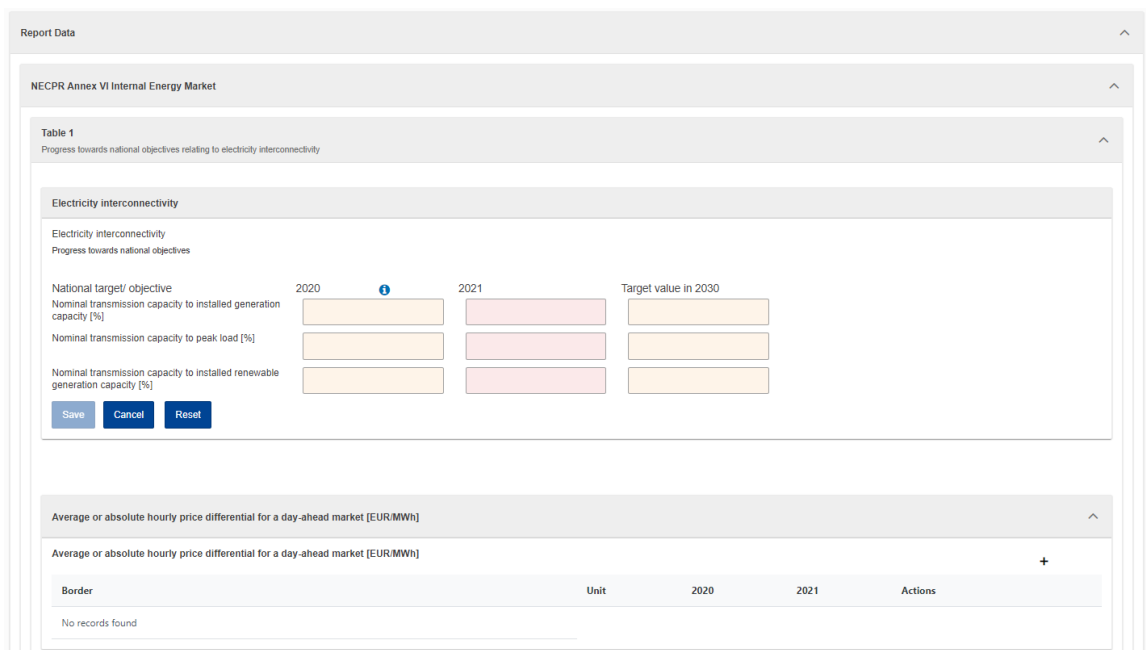 Report Data
NECPR Annex VI Internal Energy Market
Table 1
Progress towards national objectives relating to electricity interconnectivity
Electricity interconnectivity
Electricity interconnectivity
Progress towards national objectives
National target/ objective 2020 2021 Target value in 2030
Nominal transmission capacity to installed generation
capacity [%]
Nominal transmission capacity to peak load [%]
Nominal transmission capacity to installed renewable
generation capacity [%]
Save Cancel Reset
Average or absolute hourly price differential for a day-ahead market [EUR/MWh]
Average or absolute hourly price differential for a day-ahead market [EUR/MWh]
+
Border Unit 2020 2021 Actions
No records found